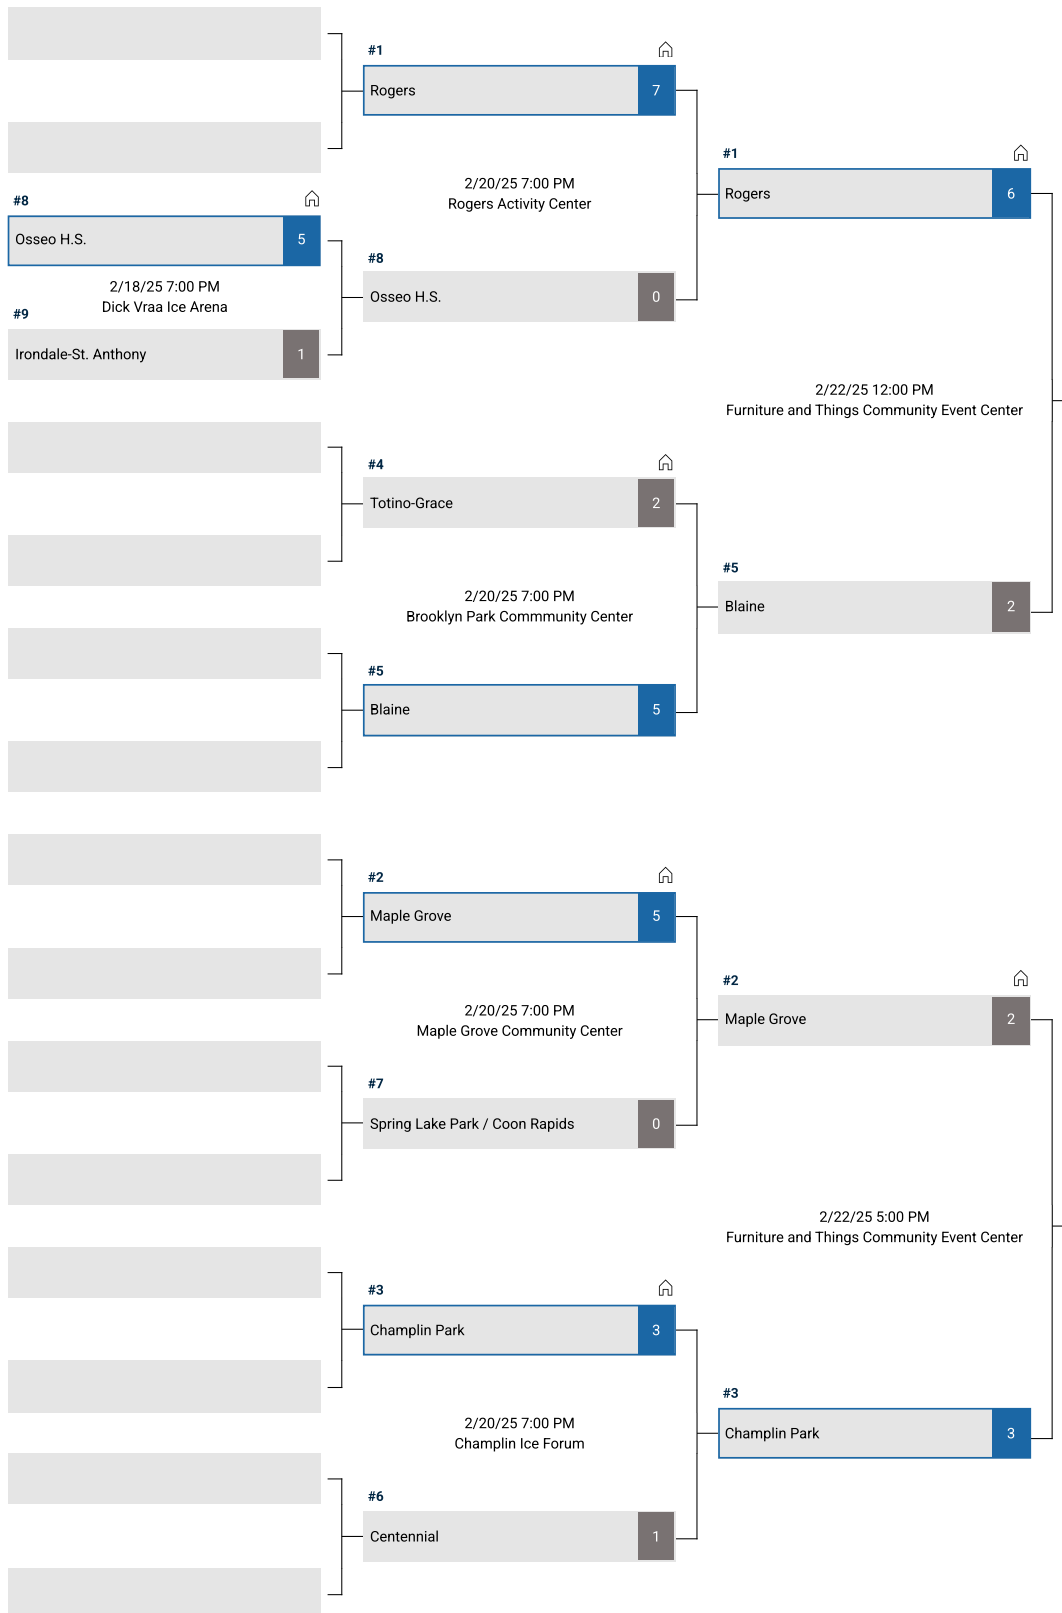 #8
Osseo H.S.
5
2/18/25 7:00 PM
Dick Vraa Ice Arena
#9
Irondale-St. Anthony
1
#1
Rogers
7
2/20/25 7:00 PM
Rogers Activity Center
#8
Osseo H.S.
0
#4
Totino-Grace
2
2/20/25 7:00 PM
Brooklyn Park Commmunity Center
#5
Blaine
5
#2
Maple Grove
5
2/20/25 7:00 PM
Maple Grove Community Center
#7
Spring Lake Park / Coon Rapids
0
#3
Champlin Park
3
2/20/25 7:00 PM
Champlin Ice Forum
#6
Centennial
1
#1
Rogers
6
2/22/25 12:00 PM
Furniture and Things Community Event Center
#5
Blaine
2
#2
Maple Grove
2
2/22/25 5:00 PM
Furniture and Things Community Event Center
#3
Champlin Park
3